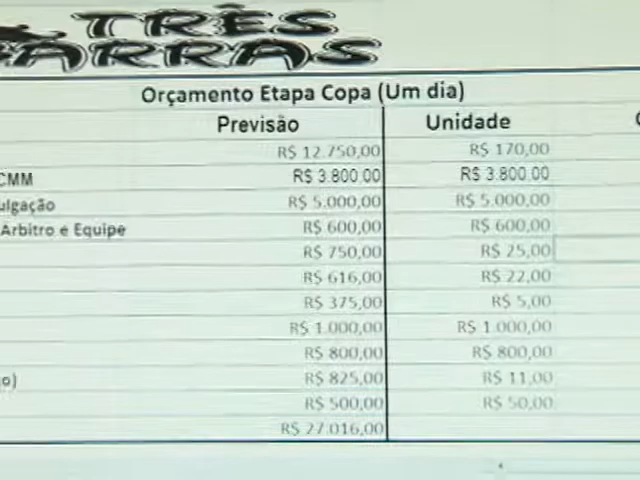 TRÊS
GARRAS
Orçamento Etapa Copa (Um dia)
Previsão Unidade
R$ 12.750,00 R$ 170,00
CMM R$ 3.800,00 R$ 3.800,00
ulgação R$ 5.000,00 R$ 5.000,00
Arbitro e Equipe R$ 600,00 R$ 600,00
R$ 750,00 R$ 25,00
R$ 616,00 R$ 22,00
R$ 375,00 R$ 5,00
R$ 1.000,00 R$ 1.000,00
R$ 800,00 R$ 800,00
o) R$ 825,00 R$ 11,00
R$ 500,00 R$ 50,00
R$ 27.016,00